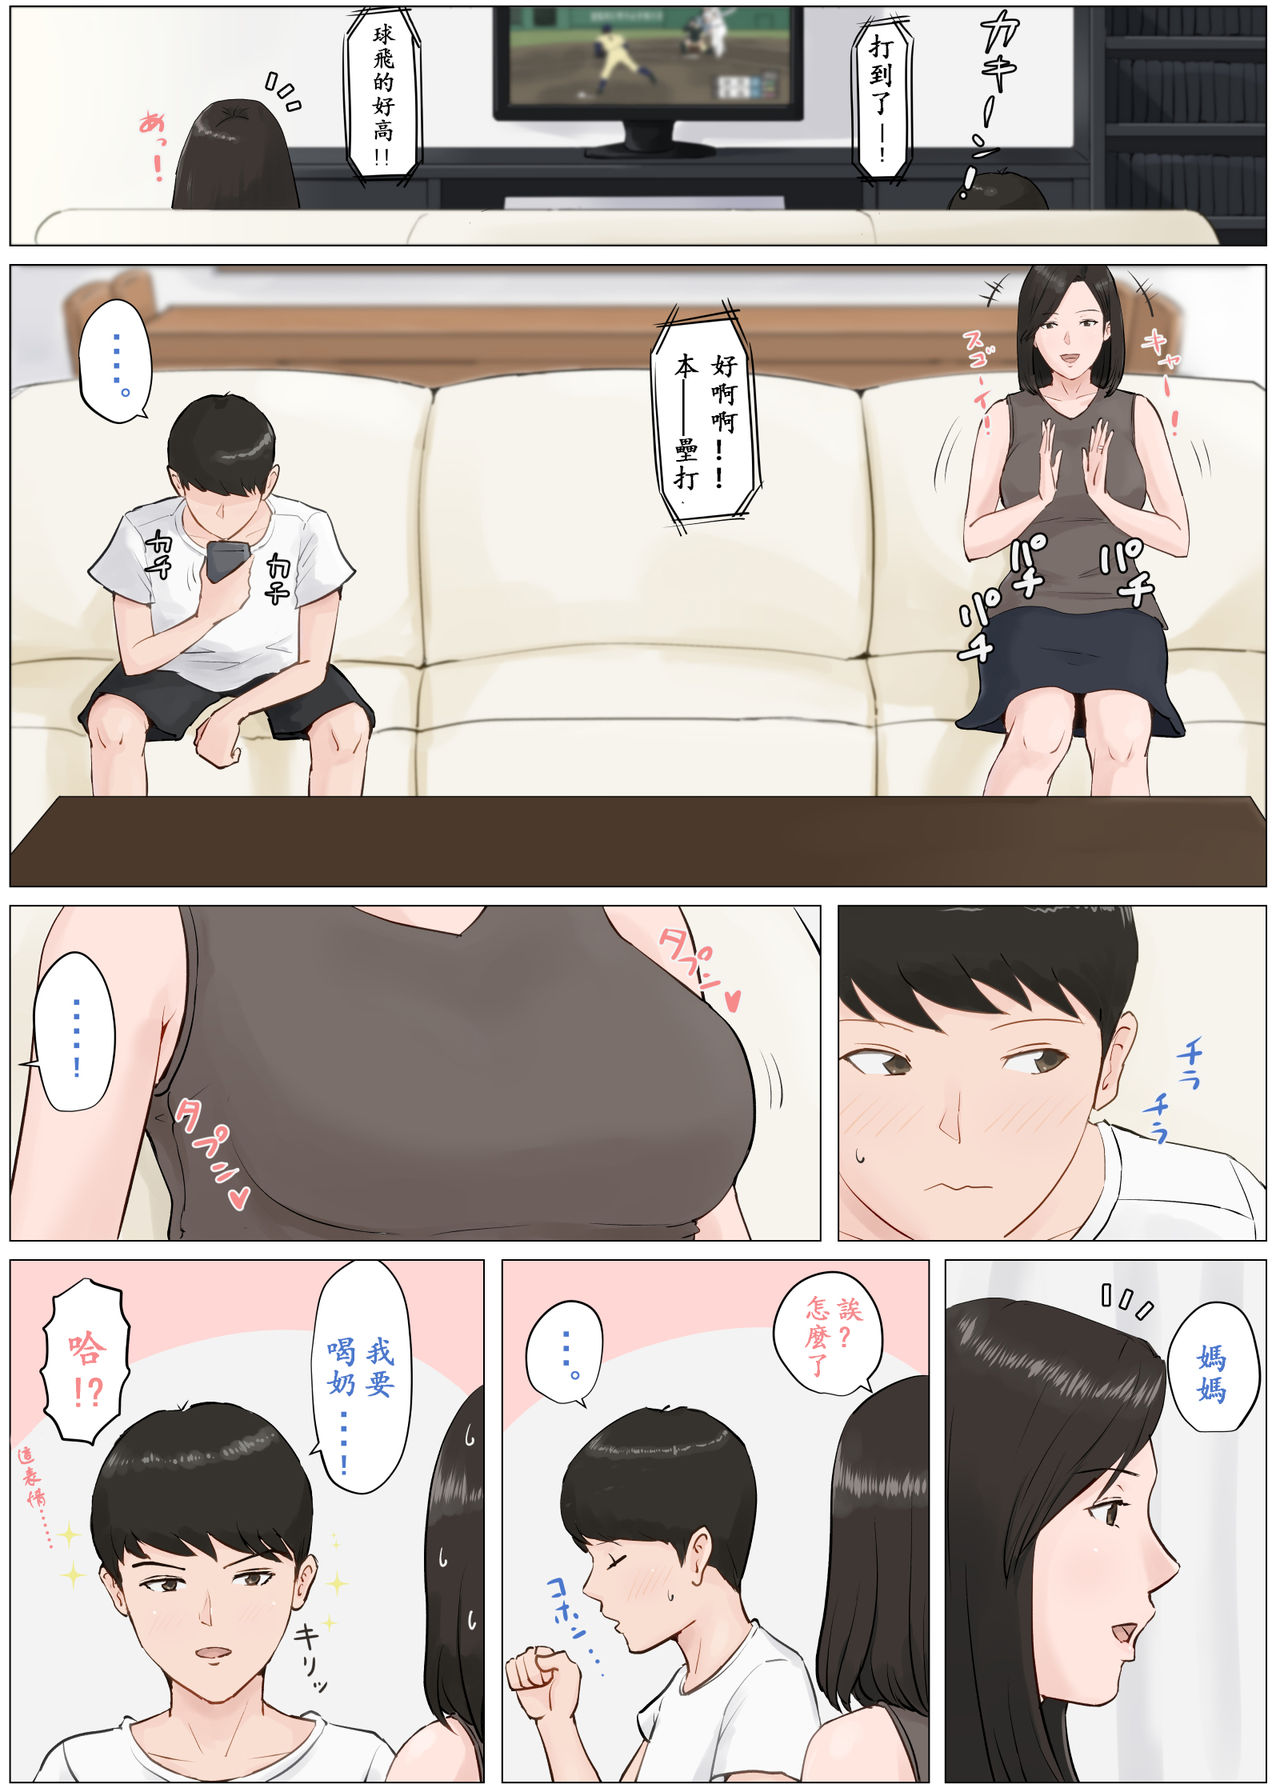 カキーン!
打到了——!
球飛的好高!!
あっ!
キャー!
スゴーイ!
パチ
パチ
パチ
好啊啊!!
本——壘打
……。
カチ
カチ
チラ
チラ
タプン♥
タプン♥
……!
媽媽
誒?
怎麼了
…。
コホン…
我要
喝奶……!
哈!?
這表情……
キリッ